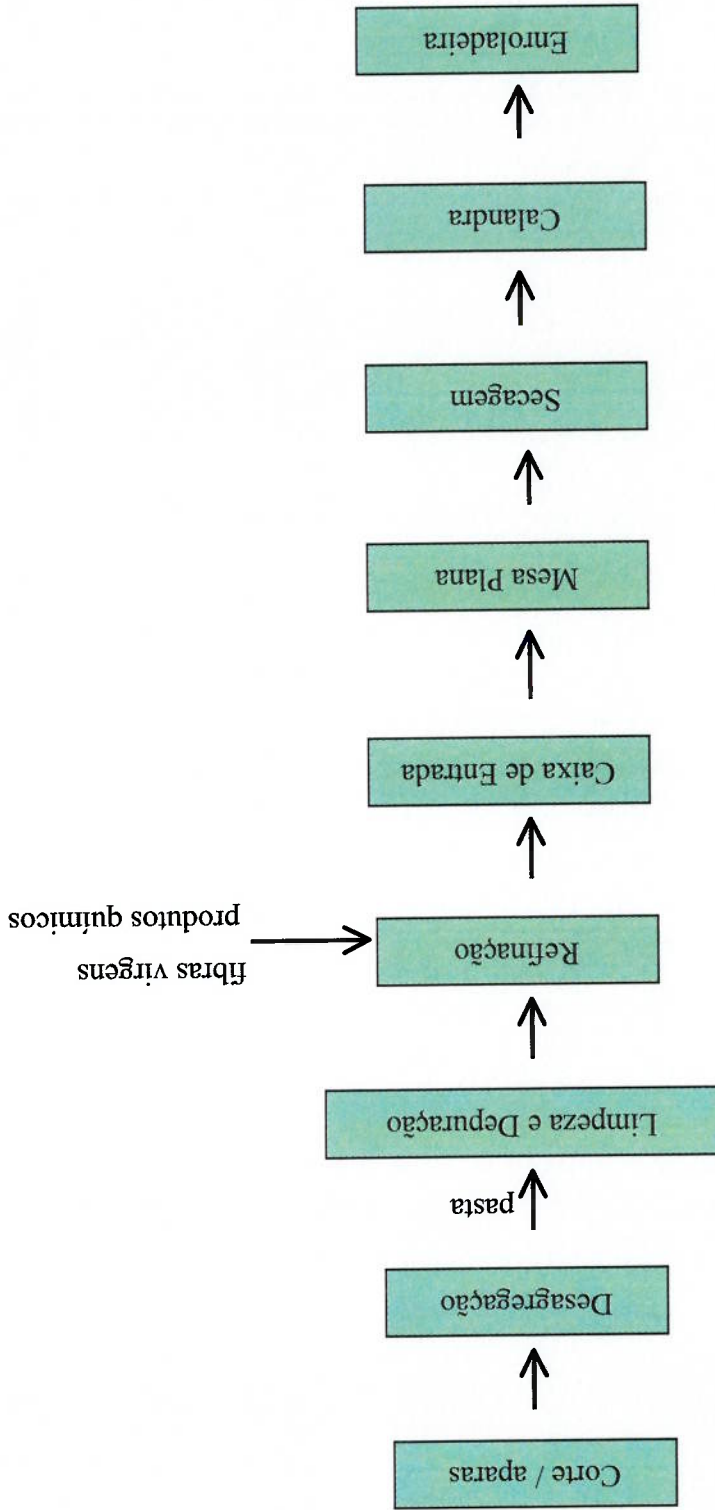 Corte / aparas
Desagregação
pasta
Limpeza e Depuração
fibras virgens
produtos químicos
Refinação
Caixa de Entrada
Mesa Plana
Secagem
Calandra
Enroladeira